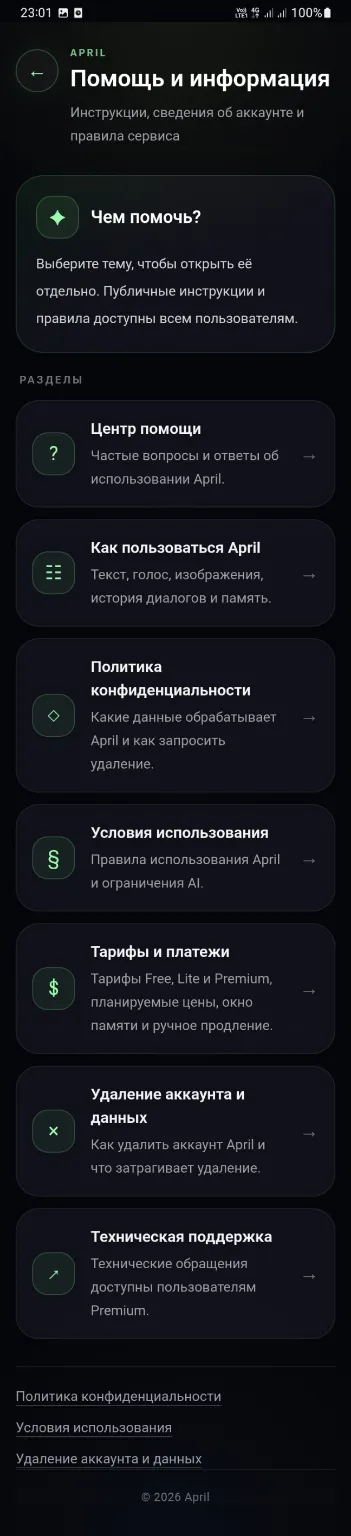 23:01 Vo)) LTE1 4G 100%
←
APRIL
Помощь и информация
Инструкции, сведения об аккаунте и
правила сервиса
Чем помочь?
Выберите тему, чтобы открыть её
отдельно. Публичные инструкции и
правила доступны всем пользователям.
РАЗДЕЛЫ
?
Центр помощи
Частые вопросы и ответы об
использовании April.
→
Как пользоваться April
Текст, голос, изображения,
история диалогов и память.
→
Политика
конфиденциальности
Какие данные обрабатывает
April и как запросить
удаление.
→
§
Условия использования
Правила использования April
и ограничения AI.
→
$
Тарифы и платежи
Тарифы Free, Lite и Premium,
планируемые цены, окно
памяти и ручное продление.
→
×
Удаление аккаунта и
данных
Как удалить аккаунт April и
что затрагивает удаление.
→
↗
Техническая поддержка
Технические обращения
доступны пользователям
Premium.
→
Политика конфиденциальности
Условия использования
Удаление аккаунта и данных
© 2026 April